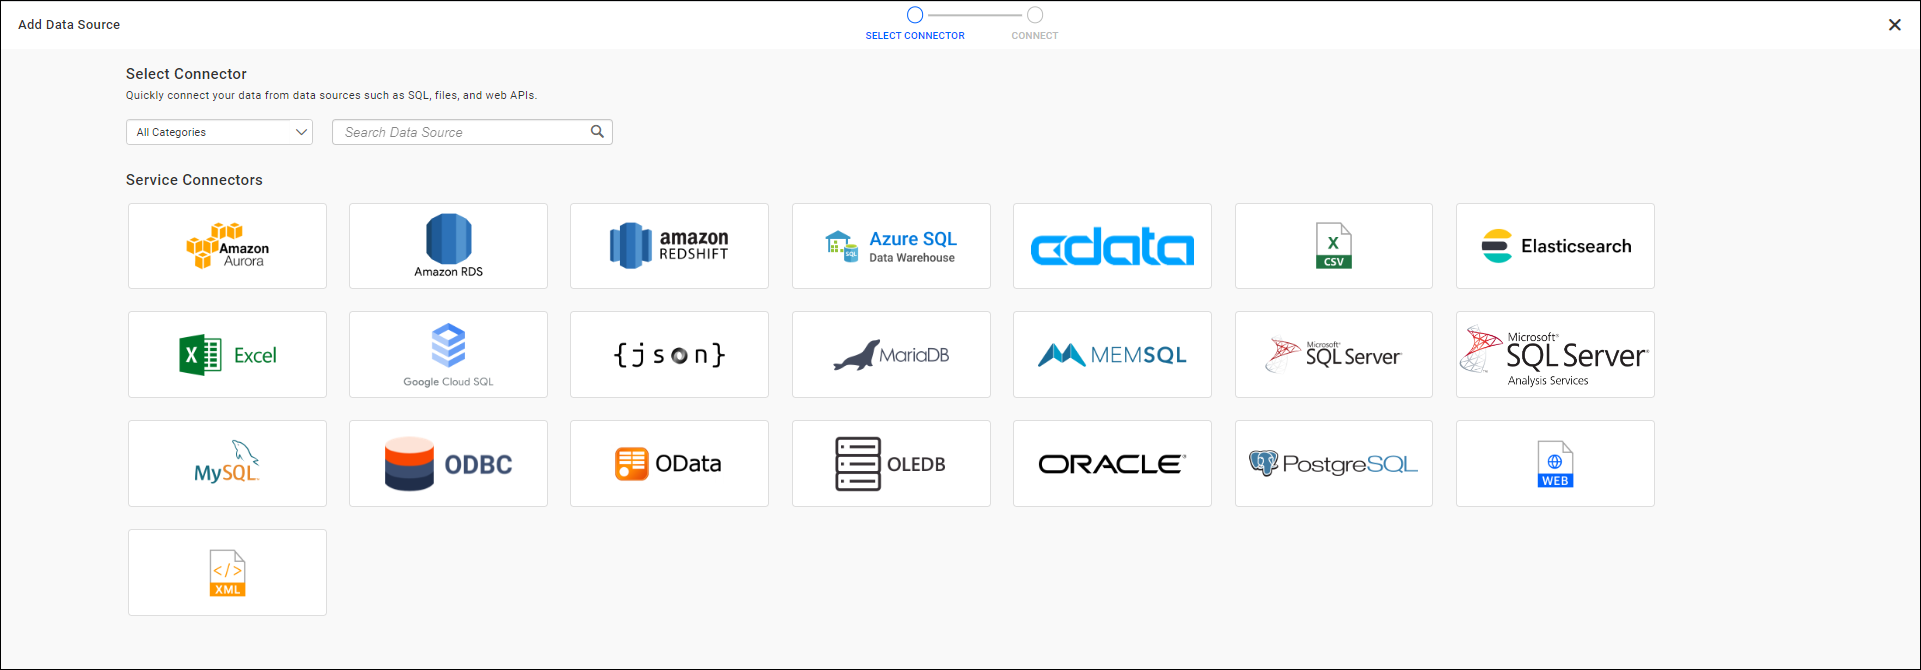 Add Data Source
SELECT CONNECTOR
CONNECT
Select Connector
Quickly connect your data from data sources such as SQL, files, and web APIs.
All Categories
Search Data Source
Service Connectors
Amazon
Aurora
Amazon RDS
amazon
REDSHIFT
SQL
Azure SQL
Data Warehouse
cdata
X
CSV
Elasticsearch
X
Excel
Google Cloud SQL
{json}
MariaDB
MEMSQL
Microsoft®
SQL Server®
Microsoft®
SQL Server®
Analysis Services
MySQL™
ODBC
OData
OLEDB
ORACLE®
PostgreSQL
WEB
</>
XML